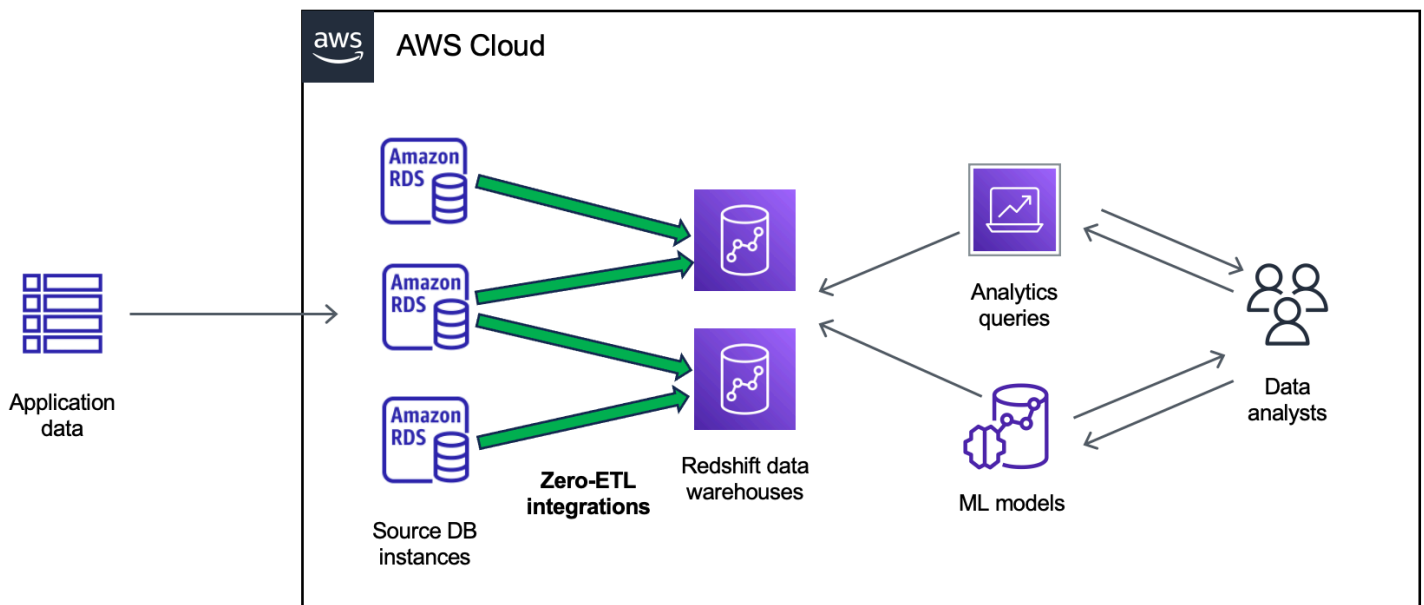 aws
AWS Cloud
Amazon
RDS
Amazon
RDS
Amazon
RDS
Application
data
Source DB
instances
Zero-ETL
integrations
Redshift data
warehouses
Analytics
queries
ML models
Data
analysts